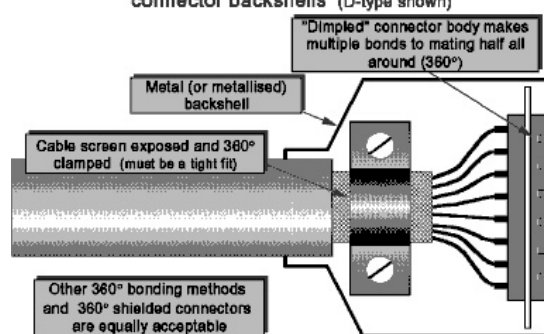 connector backshells (D-type shown)
"Dimpled" connector body makes
multiple bonds to mating half all
around (360°)
Metal (or metallised)
backshell
Cable screen exposed and 360°
clamped (must be a tight fit)
Other 360° bonding methods
and 360° shielded connectors
are equally acceptable